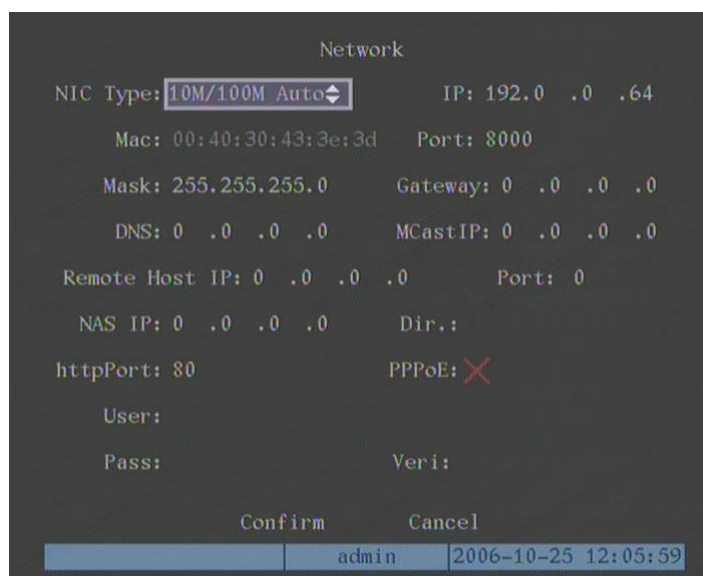 Network
NIC Type: 10M/100M Auto IP: 192.0 .0 .64
Mac: 00:40:30:43:3e:3d Port: 8000
Mask: 255.255.255.0 Gateway: 0 .0 .0 .0
DNS: 0 .0 .0 .0 MCastIP: 0 .0 .0 .0
Remote Host IP: 0 .0 .0 .0 Port: 0
NAS IP: 0 .0 .0 .0 Dir.:
httpPort: 80 PPPoE:
User:
Pass: Veri:
Confirm Cancel
admin 2006-10-25 12:05:59